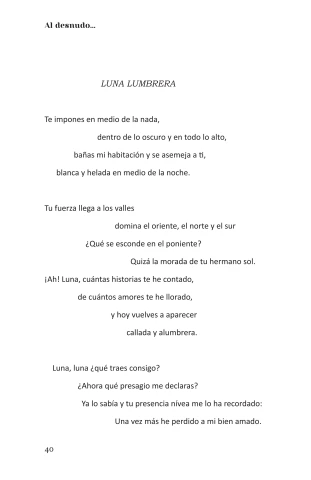 Al desnudo...
LUNA LUMBRERA
Te impones en medio de la nada,
dentro de lo oscuro y en todo lo alto,
bañas mi habitación y se asemeja a ti,
blanca y helada en medio de la noche.
Tu fuerza llega a los valles
domina el oriente, el norte y el sur
¿Qué se esconde en el poniente?
Quizá la morada de tu hermano sol.
¡Ah! Luna, cuántas historias te he contado,
de cuántos amores te he llorado,
y hoy vuelves a aparecer
callada y alumbrera.
Luna, luna ¿qué traes consigo?
¿Ahora qué presagio me declaras?
Ya lo sabía y tu presencia nívea me lo ha recordado:
Una vez más he perdido a mi bien amado.
40